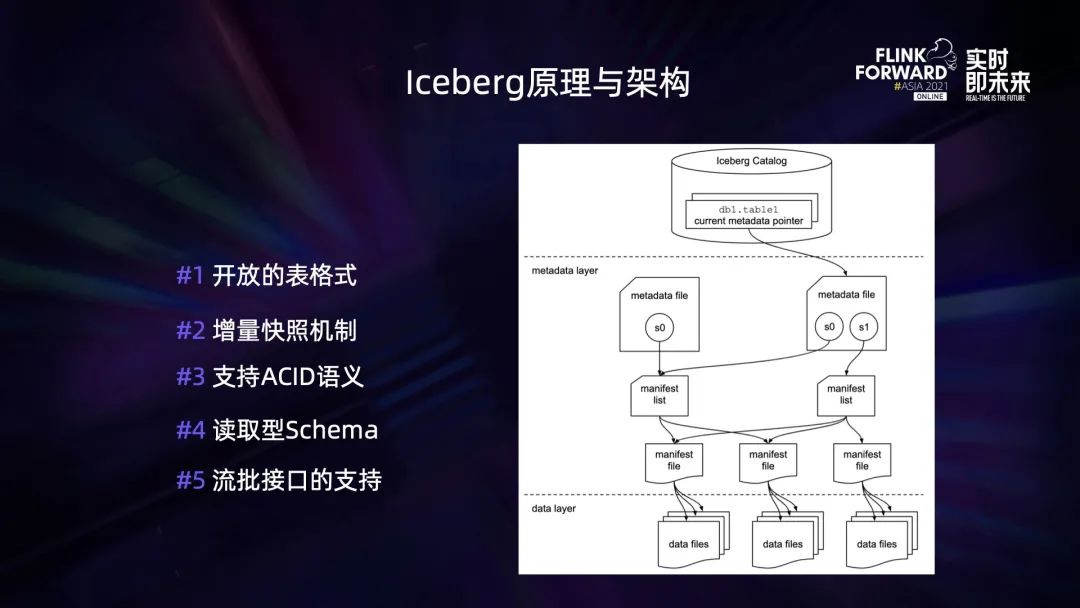 Iceberg原理与架构
FLINK
FORWARD
#ASIA 2021
ONLINE
实时
即未来
REAL-TIME IS THE FUTURE
#1 开放的表格式
#2 增量快照机制
#3 支持ACID语义
#4 读取型Schema
#5 流批接口的支持
Iceberg Catalog
db1.table1
current metadata pointer
metadata layer
metadata file
s0
metadata file
s0
s1
manifest
list
manifest
list
manifest
file
manifest
file
manifest
file
data layer
data files
data files
data files